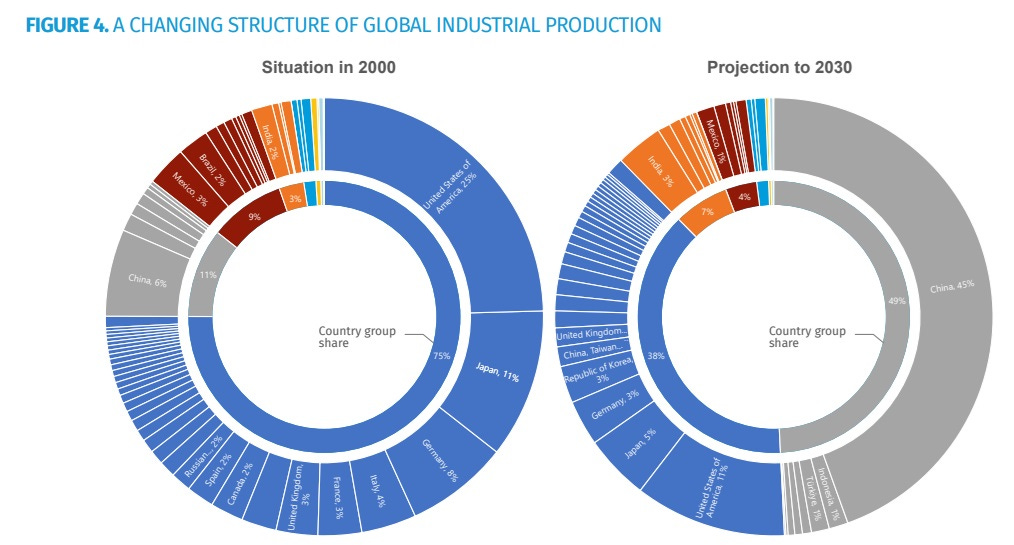 FIGURE 4. A CHANGING STRUCTURE OF GLOBAL INDUSTRIAL PRODUCTION
Situation in 2000
United States of
America, 25%
Japan, 11%
Germany, 8%
Italy, 4%
France, 3%
United Kingdom,
3%
Canada, 2%
Spain, 2%
Russian... 2%
China, 6%
Mexico, 3%
Brazil, 2%
India, 2%
75%
11%
9%
3%
Country group
share
Projection to 2030
China, 45%
Indonesia, 1%
Türkiye, 1%
United States of
America, 11%
Japan, 5%
Germany, 3%
Republic of Korea,
3%
China, Taiwan...
United Kingdom...
India, 3%
Mexico, 1%
49%
38%
7%
4%
Country group
share